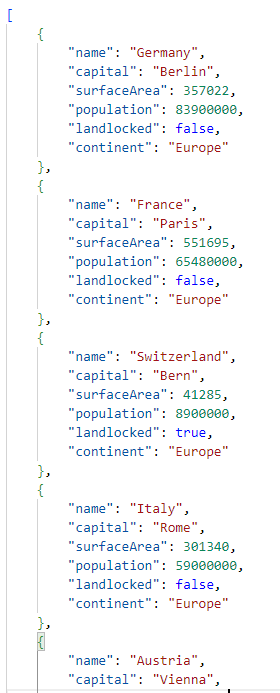 [
{
"name": "Germany",
"capital": "Berlin",
"surfaceArea": 357022,
"population": 83900000,
"landlocked": false,
"continent": "Europe"
},
{
"name": "France",
"capital": "Paris",
"surfaceArea": 551695,
"population": 65480000,
"landlocked": false,
"continent": "Europe"
},
{
"name": "Switzerland",
"capital": "Bern",
"surfaceArea": 41285,
"population": 8900000,
"landlocked": true,
"continent": "Europe"
},
{
"name": "Italy",
"capital": "Rome",
"surfaceArea": 301340,
"population": 59000000,
"landlocked": false,
"continent": "Europe"
},
{
"name": "Austria",
"capital": "Vienna",